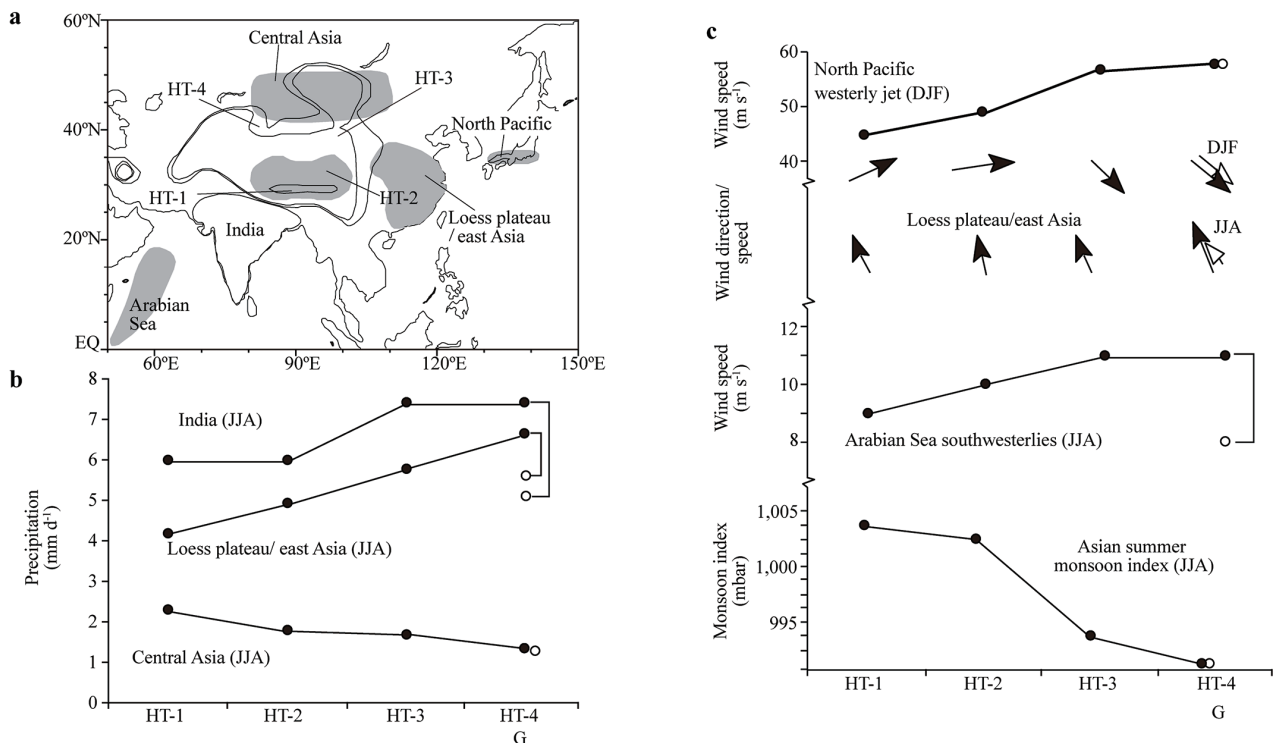 a
60ºN
40ºN
20ºN
EQ
60ºE
90ºE
120ºE
150ºE
Central Asia
HT-3
HT-4
North Pacific
HT-1
HT-2
India
Loess plateau
east Asia
Arabian
Sea
b
Precipitation
(mm d-1)
8
7
6
5
4
3
2
1
0
India (JJA)
Loess plateau/ east Asia (JJA)
Central Asia (JJA)
HT-1
HT-2
HT-3
HT-4
G
c
Wind speed
(m s-1)
60
50
40
North Pacific
westerly jet (DJF)
Wind direction/
speed
DJF
Loess plateau/east Asia
JJA
Wind speed
(m s-1)
12
10
8
Arabian Sea southwesterlies (JJA)
Monsoon index
(mbar)
1,005
1,000
995
Asian summer
monsoon index (JJA)
HT-1
HT-2
HT-3
HT-4
G